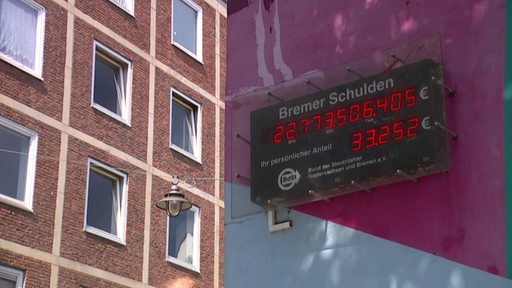 Bremer Schulden
22.773.506.405 €
Ihr persönlicher Anteil 33.252 €
BdSt
Bund der Steuerzahler
Niedersachsen und Bremen e.V.